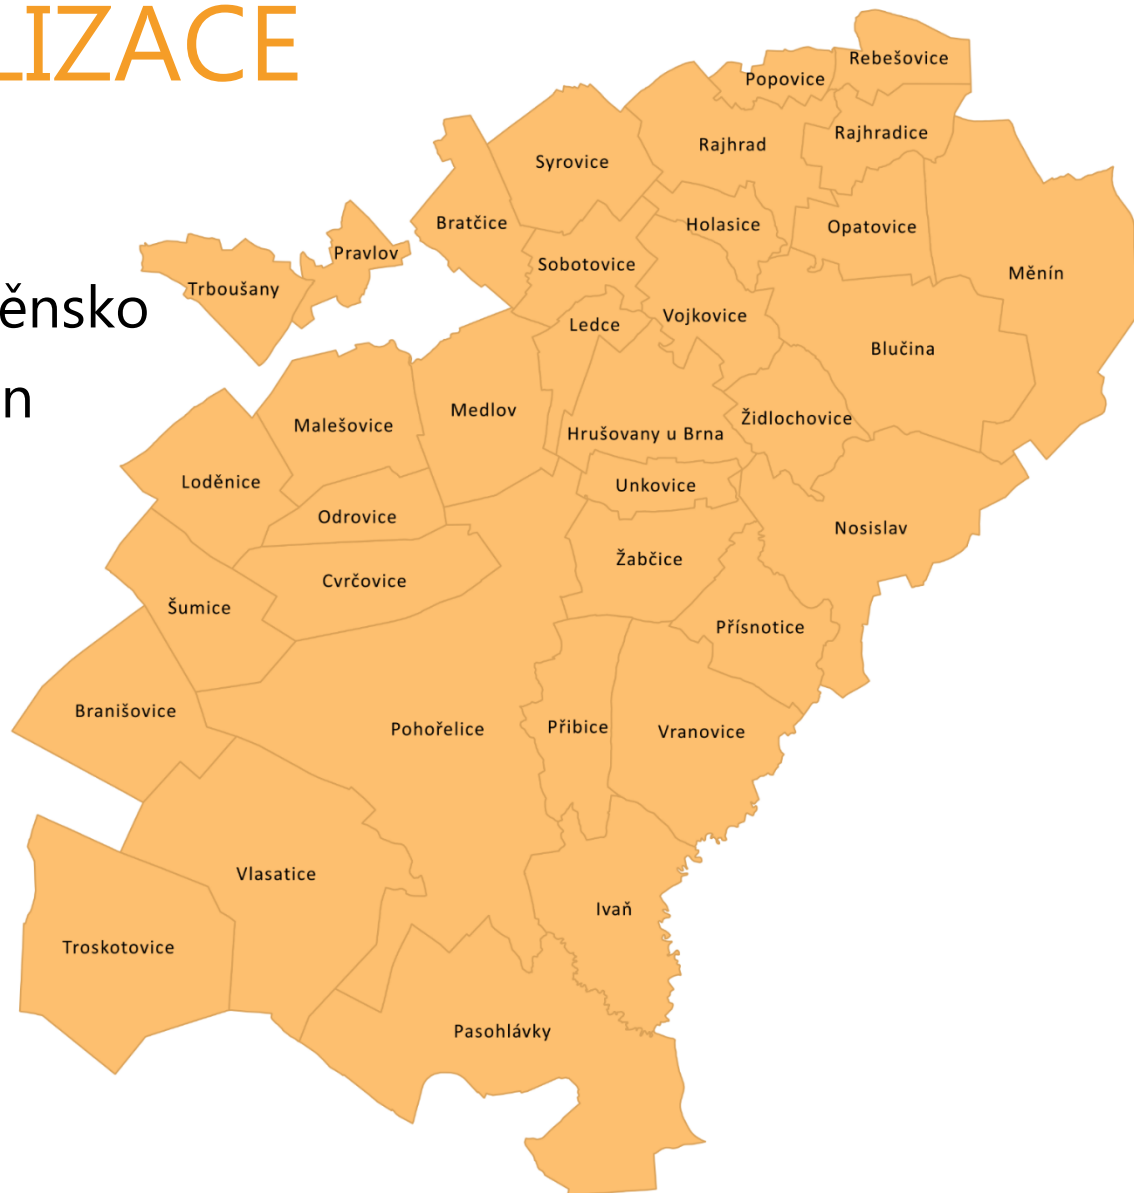 LIZACE
Rebešovice
Popovice
Rajhradice
Rajhrad
Syrovice
Bratčice
Holasice
Opatovice
Pravlov
Sobotovice
Měnín
Trboušany
ěnsko
Vojkovice
Ledce
Blučina
n
Medlov
Židlochovice
Malešovice
Hrušovany u Brna
Loděnice
Unkovice
Odrovice
Nosislav
Žabčice
Cvrčovice
Šumice
Přísnotice
Branišovice
Pohořelice
Přibice
Vranovice
Vlasatice
Ivaň
Troskotovice
Pasohlávky